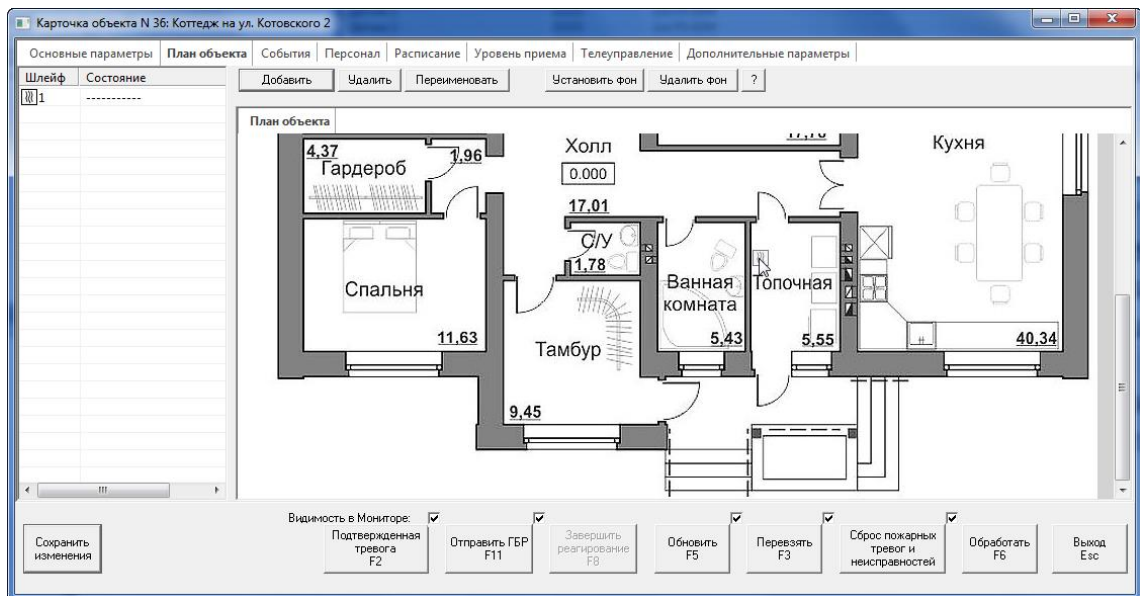 Карточка объекта N 36: Коттедж на ул. Котовского 2
Основные параметры План объекта События Персонал Расписание Уровень приема Телеуправление Дополнительные параметры
Шлейф Состояние
Добавить Удалить Переименовать Установить фон Удалить фон ?
1 -----------
План объекта
4,37
Гардероб
1,96
Холл
0.000
17,01
Кухня
С/У
1,78
Спальня
11,63
Ванная
комната
5,43
Топочная
5,55
40,34
Тамбур
9,45
Видимость в Мониторе:
Сохранить
изменения
Подтвержденная
тревога
F2
Отправить ГБР
F11
Завершить
реагирование
F8
Обновить
F5
Перевзять
F3
Сброс пожарных
тревог и
неисправностей
Обработать
F6
Выход
Esc